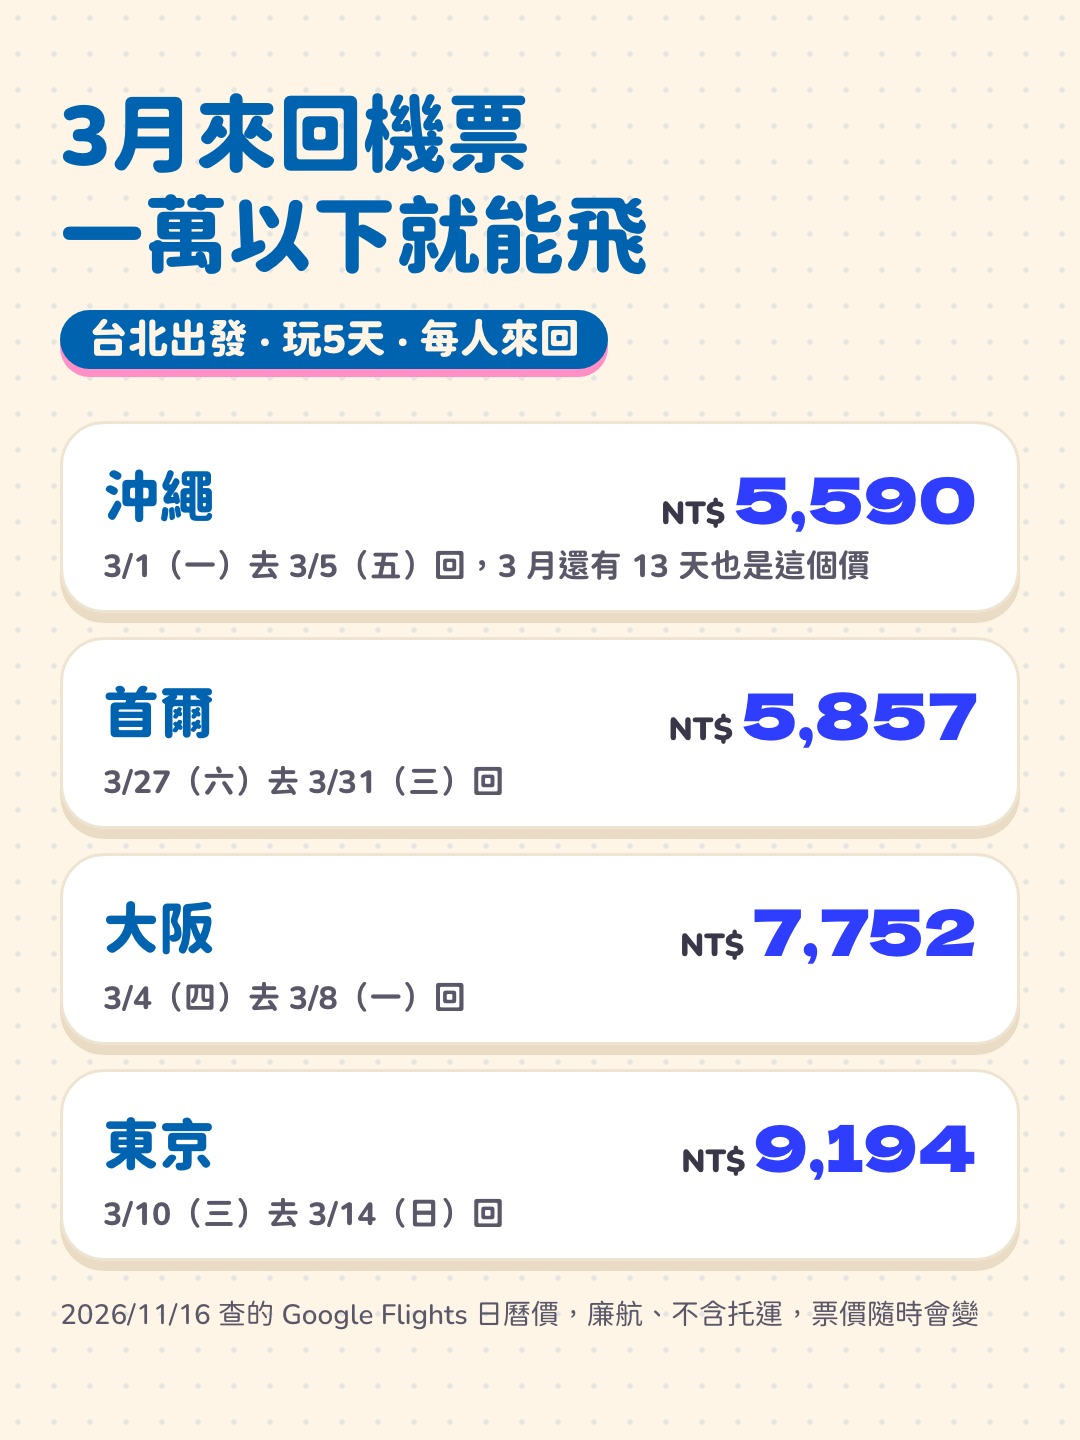 3月來回機票
一萬以下就能飛
台北出發 · 玩5天 · 每人來回
沖繩
NT$ 5,590
3/1（一）去 3/5（五）回，3 月還有 13 天也是這個價
首爾
NT$ 5,857
3/27（六）去 3/31（三）回
大阪
NT$ 7,752
3/4（四）去 3/8（一）回
東京
NT$ 9,194
3/10（三）去 3/14（日）回
2026/11/16 查的 Google Flights 日曆價，廉航、不含托運，票價隨時會變